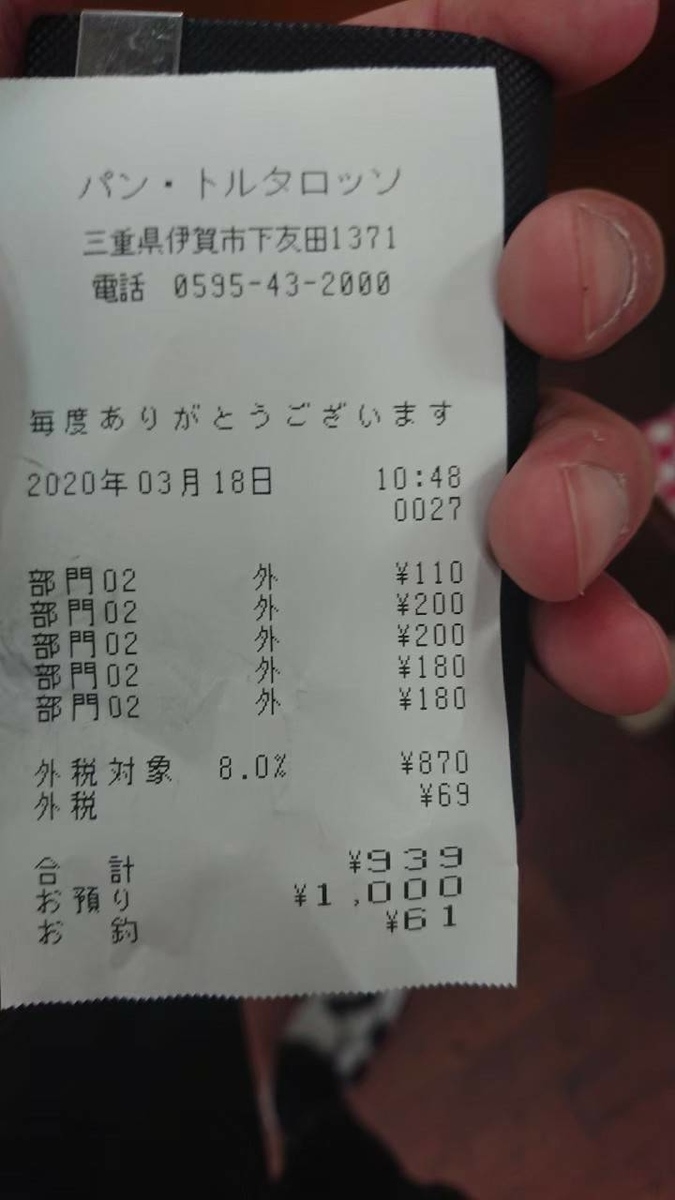 パン・トルタロッソ
三重県伊賀市下友田1371
電話 0595-43-2000
毎度ありがとうございます
2020年03月18日 10:48
0027
部門02 外 ¥110
部門02 外 ¥200
部門02 外 ¥200
部門02 外 ¥180
部門02 外 ¥180
外税対象 8.0% ¥870
外税 ¥69
合計 ¥939
お預り ¥1,000
お釣 ¥61